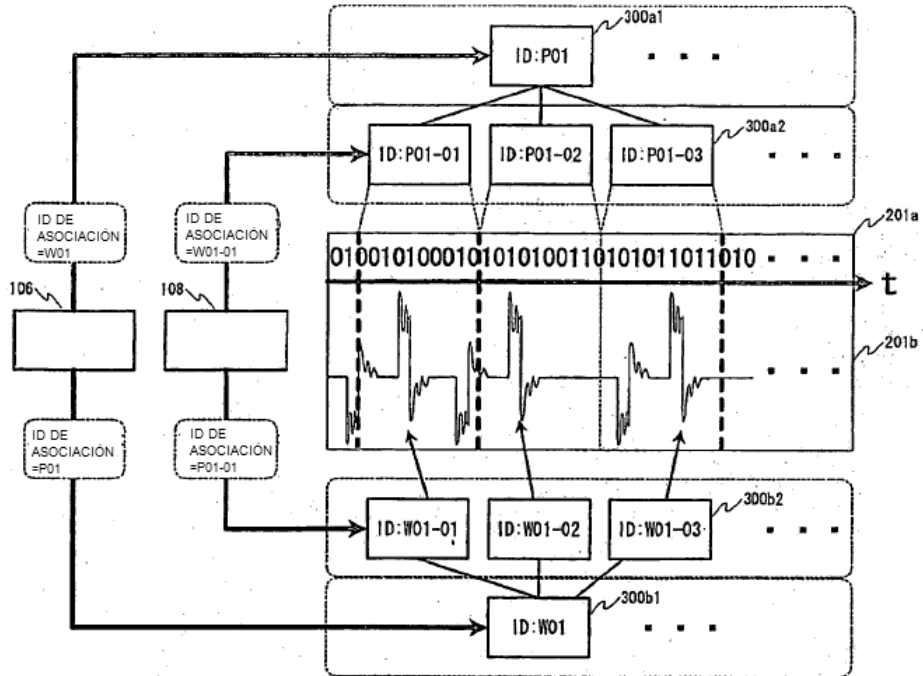 300a1
ID:P01
300a2
ID:P01-01
ID:P01-02
ID:P01-03
ID DE
ASOCIACIÓN
=W01
ID DE
ASOCIACIÓN
=W01-01
201a
01001010001010101001101010111011010
t
106
108
201b
ID DE
ASOCIACIÓN
=P01
ID DE
ASOCIACIÓN
=P01-01
300b2
ID:W01-01
ID:W01-02
ID:W01-03
300b1
ID:W01